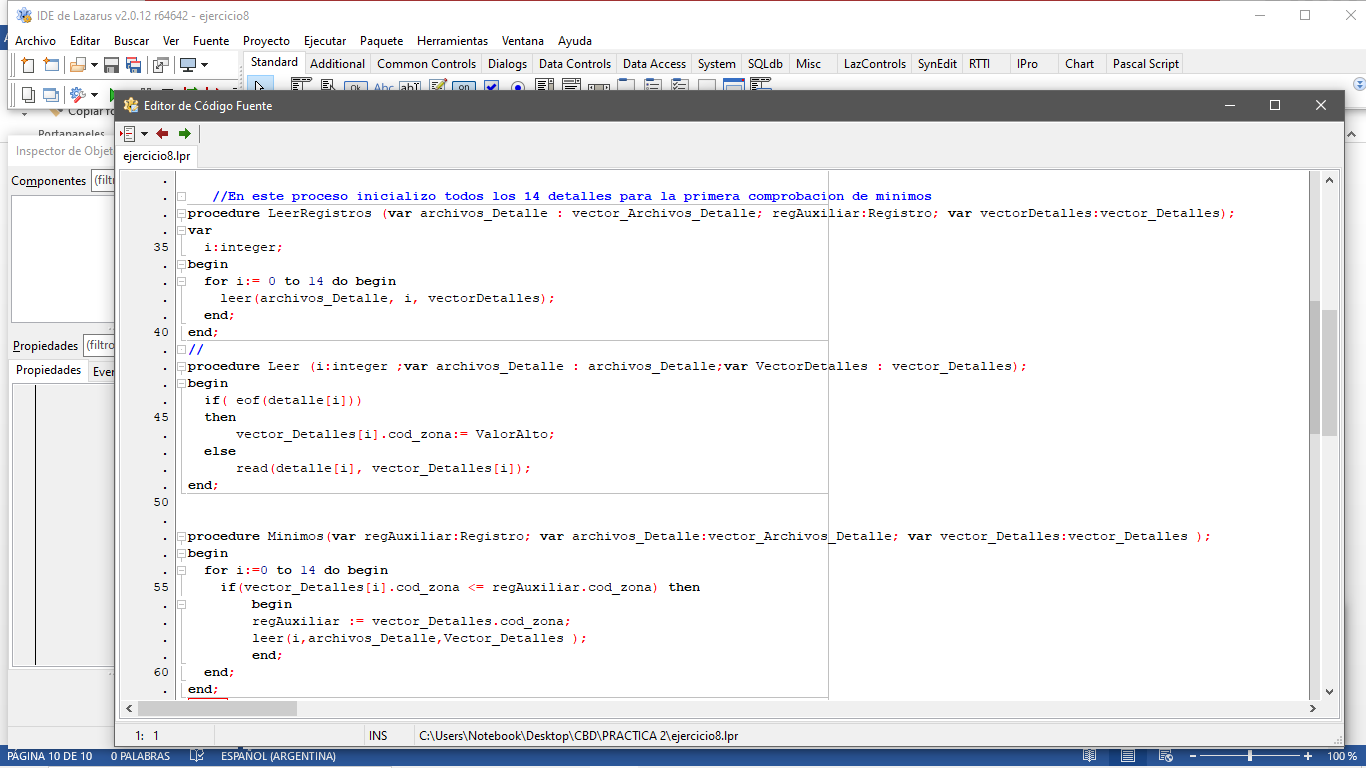 IDE de Lazarus v2.0.12 r64642 - ejercicio8
Archivo Editar Buscar Ver Fuente Proyecto Ejecutar Paquete Herramientas Ventana Ayuda
Standard Additional Common Controls Dialogs Data Controls Data Access System SQLdb Misc LazControls SynEdit RTTI IPro Chart Pascal Script
Copiar fo
Portapapeles
Inspector de Objet
Componentes (filt
Propiedades (filtro
Propiedades Ever
Editor de Código Fuente
ejercicio8.lpr
//En este proceso inicializo todos los 14 detalles para la primera comprobacion de minimos
procedure LeerRegistros (var archivos_Detalle : vector_Archivos_Detalle; regAuxiliar:Registro; var vectorDetalles:vector_Detalles);
var
35 i:integer;
begin
for i:= 0 to 14 do begin
leer(archivos_Detalle, i, vectorDetalles);
end;
40 end;
//
procedure Leer (i:integer ;var archivos_Detalle : archivos_Detalle;var VectorDetalles : vector_Detalles);
begin
if( eof(detalle[i]))
45 then
vector_Detalles[i].cod_zona:= ValorAlto;
else
read(detalle[i], vector_Detalles[i]);
end;
50
procedure Minimos(var regAuxiliar:Registro; var archivos_Detalle:vector_Archivos_Detalle; var vector_Detalles:vector_Detalles );
begin
for i:=0 to 14 do begin
55 if(vector_Detalles[i].cod_zona <= regAuxiliar.cod_zona) then
begin
regAuxiliar := vector_Detalles.cod_zona;
leer(i,archivos_Detalle,Vector_Detalles );
end;
60 end;
end;
1: 1 INS C:\Users\Notebook\Desktop\CBD\PRACTICA 2\ejercicio8.lpr
PÁGINA 10 DE 10 0 PALABRAS ESPAÑOL (ARGENTINA) 100 %